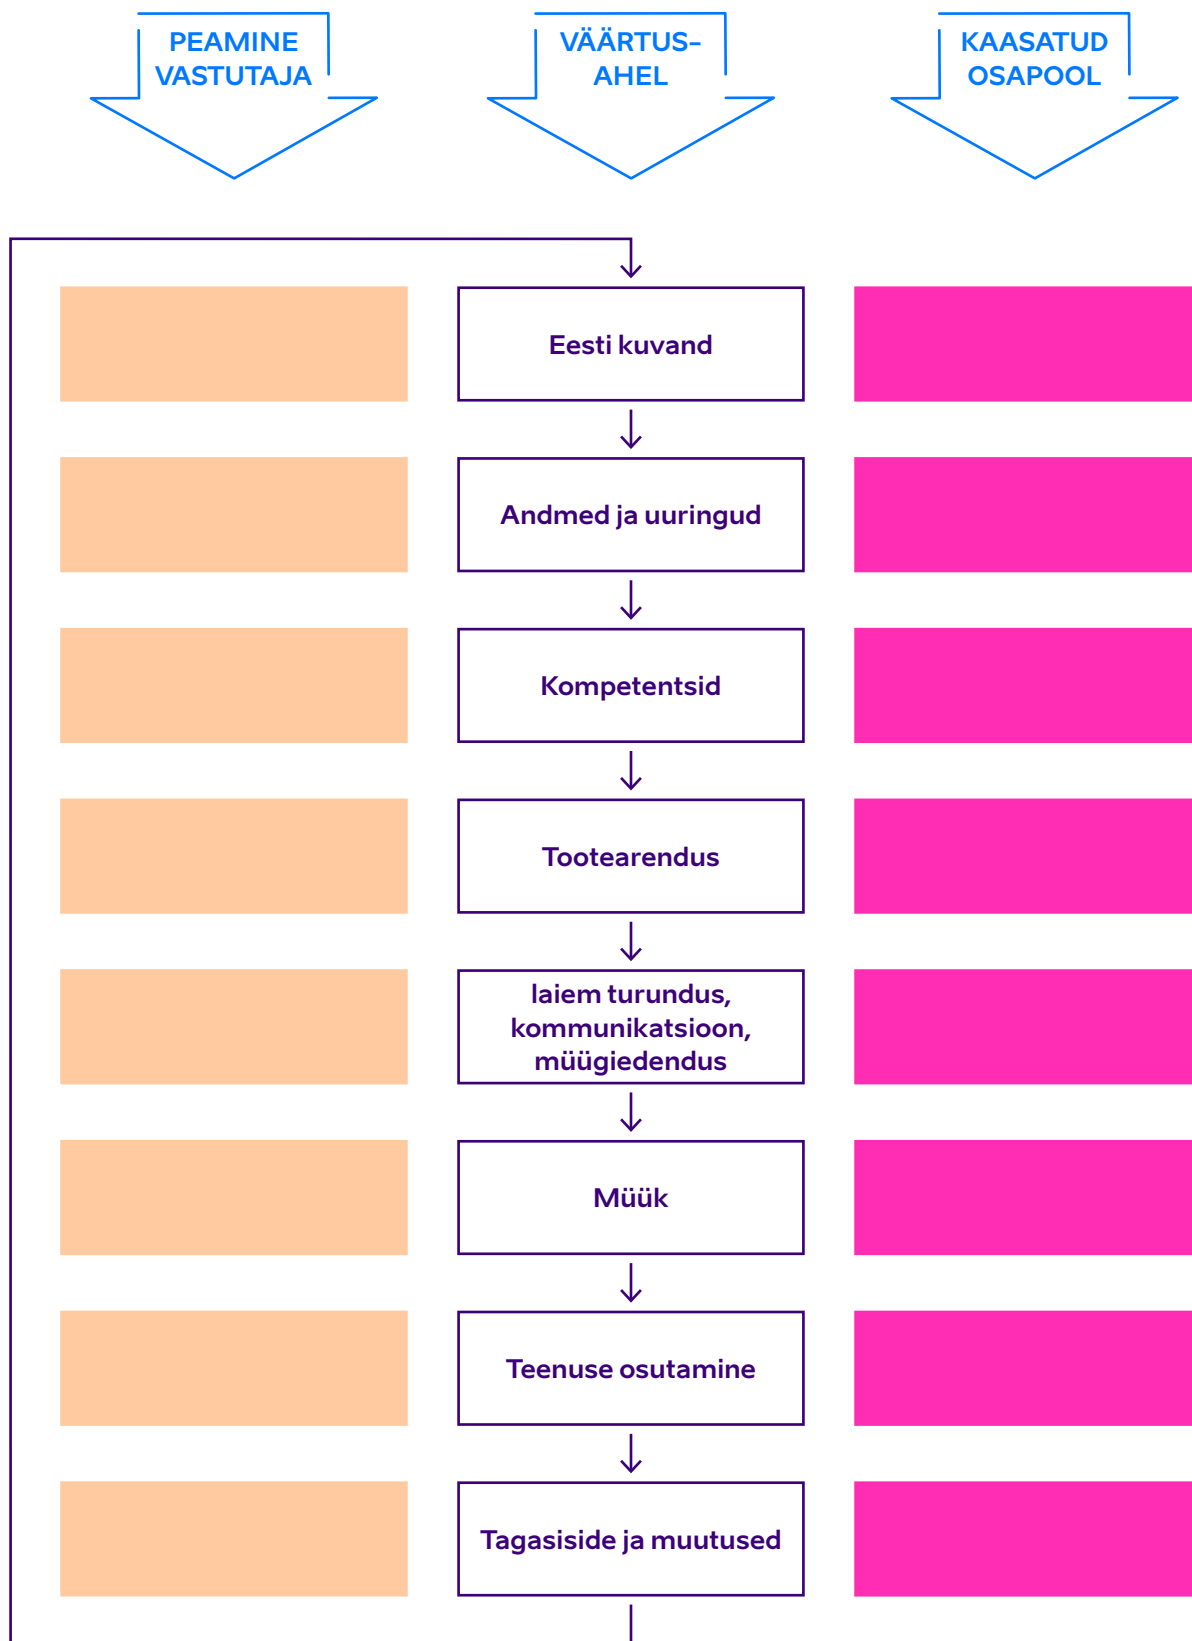 PEAMINE
VASTUTAJA
VÄÄRTUS-
AHEL
KAASATUD
OSAPOOL
Eesti kuvand
Andmed ja uuringud
Kompetentsid
Tootearendus
laiem turundus,
kommunikatsioon,
müügiedendus
Müük
Teenuse osutamine
Tagasiside ja muutused